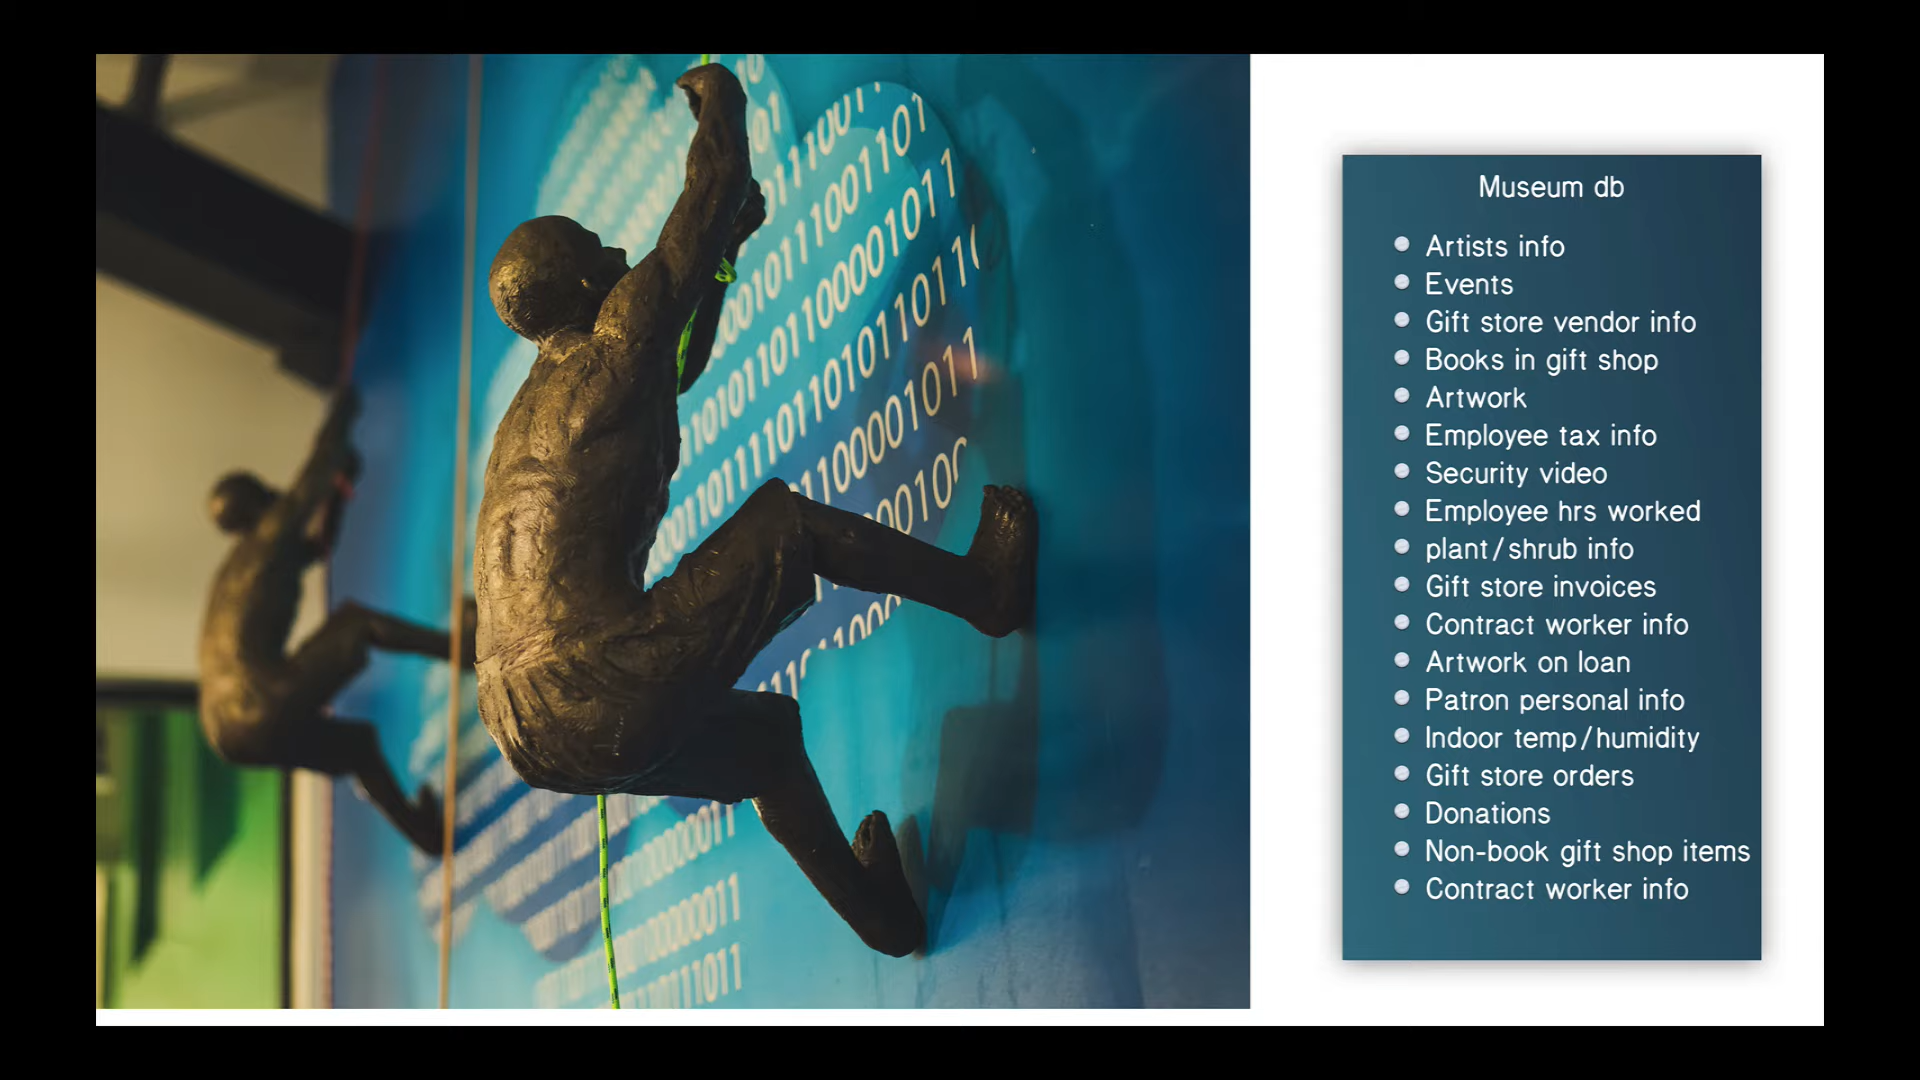 Museum db
Artists info
Events
Gift store vendor info
Books in gift shop
Artwork
Employee tax info
Security video
Employee hrs worked
plant/shrub info
Gift store invoices
Contract worker info
Artwork on loan
Patron personal info
Indoor temp/humidity
Gift store orders
Donations
Non-book gift shop items
Contract worker info